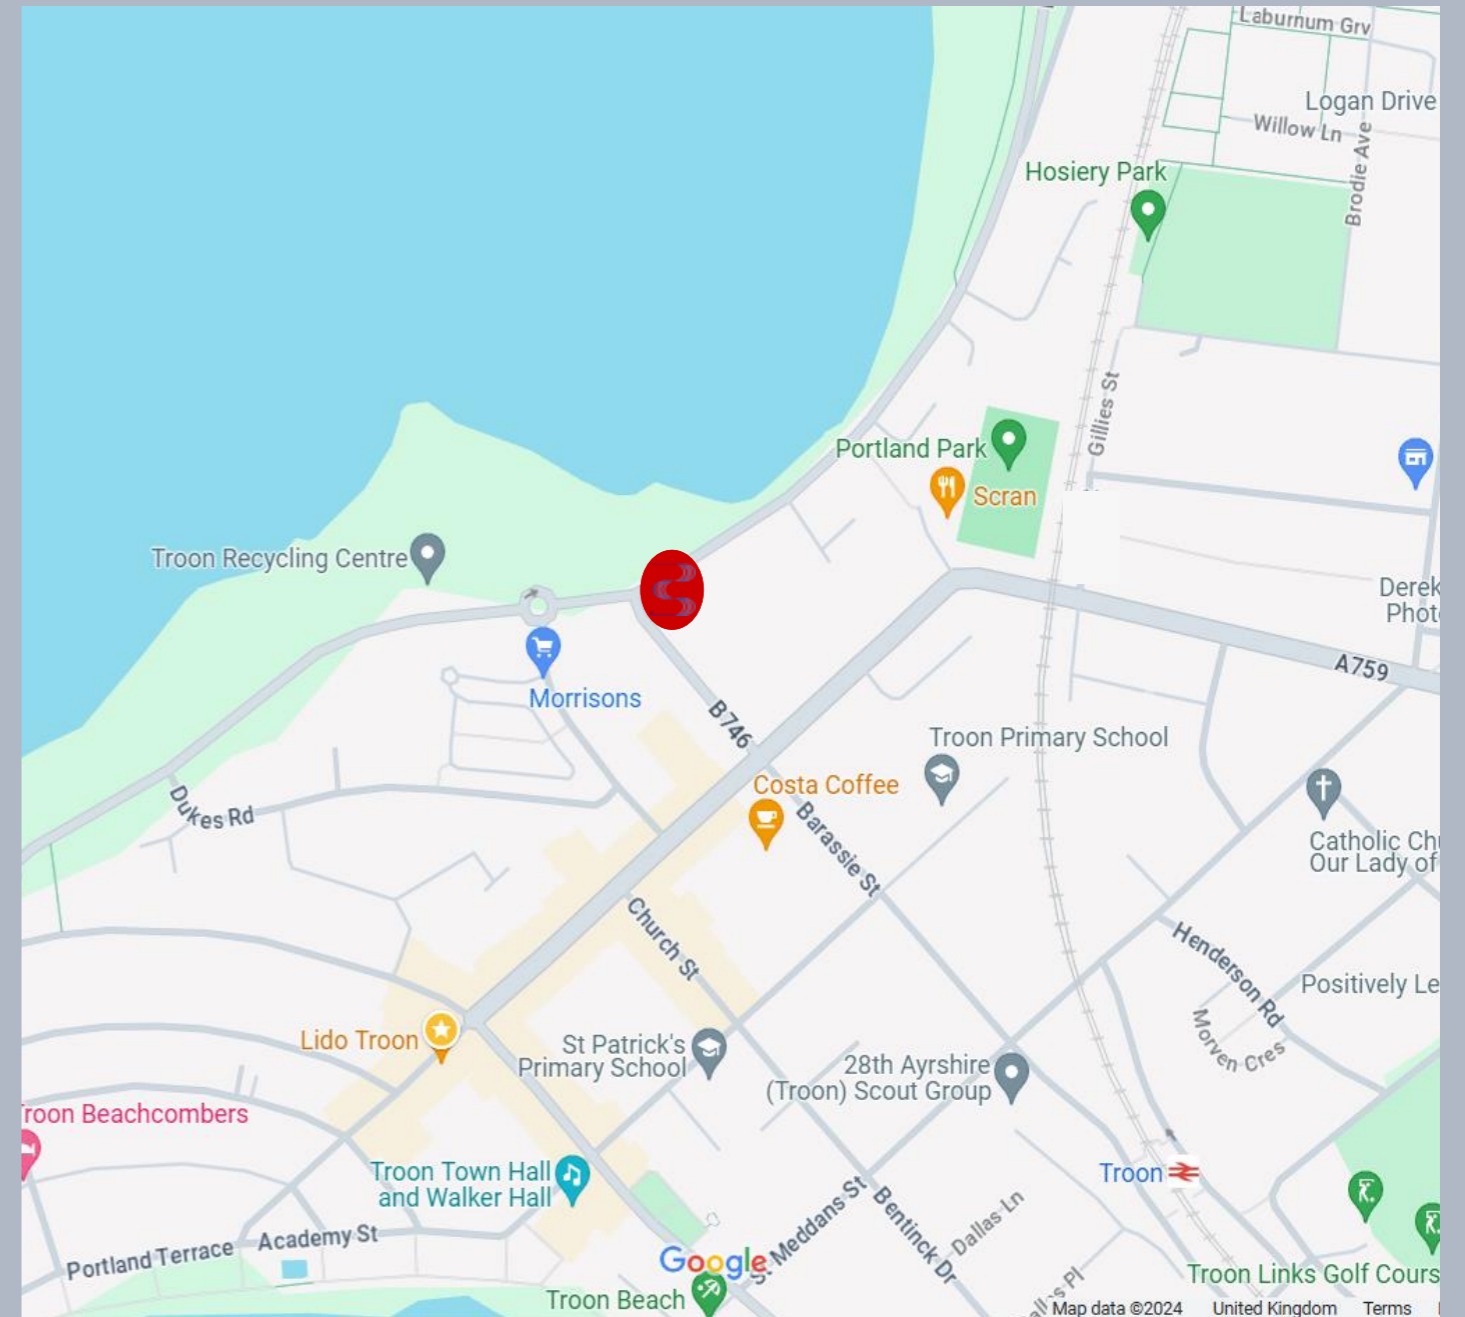 Laburnum Grv
Logan Drive
Willow Ln
Brodie Ave
Hosiery Park
Gillies St
Portland Park
Scran
Troon Recycling Centre
Derek
Phot
A759
Morrisons
B746
Troon Primary School
Costa Coffee
Dukes Rd
Barassie St
Catholic Ch
Our Lady of
Church St
Henderson Rd
Positively Le
Morven Cres
Lido Troon
St Patrick's
Primary School
28th Ayrshire
(Troon) Scout Group
Troon Beachcombers
Troon Town Hall
and Walker Hall
Troon
St Meddans St
Bentinck Dr
Dallas Ln
Portland Terrace
Academy St
Google
Troon Links Golf Cours
Troon Beach
Pl
Map data ©2024
United Kingdom
Terms